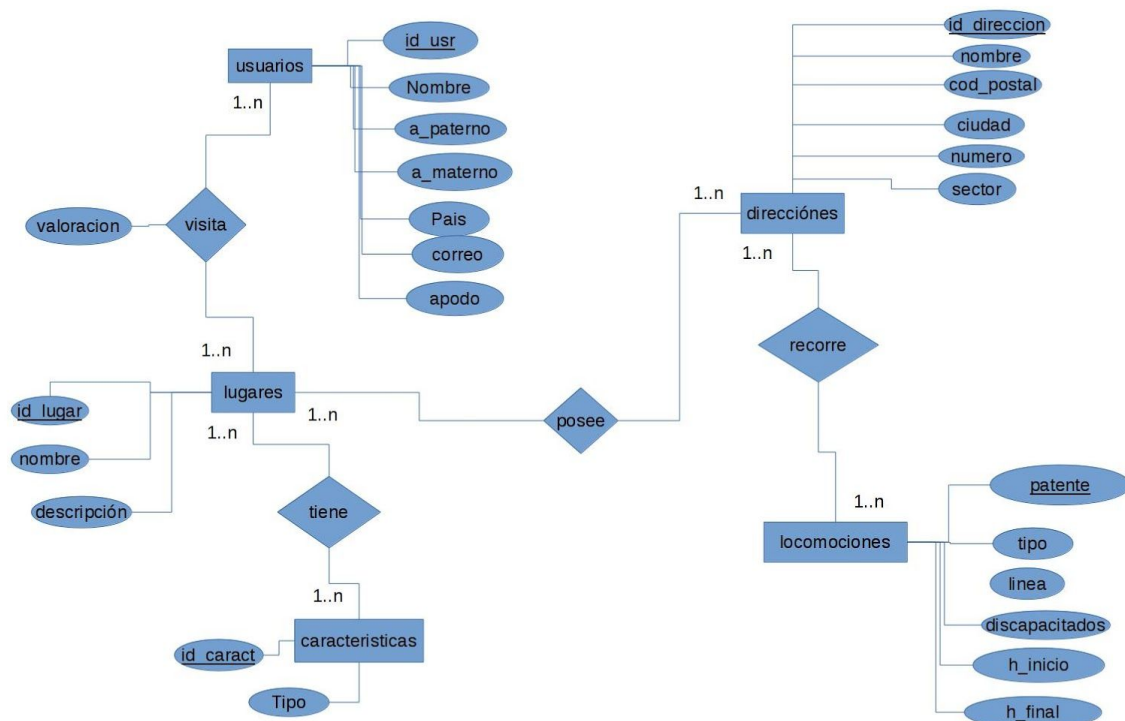 usuarios
1..n
id_usr
Nombre
a_paterno
a_materno
Pais
correo
apodo
valoracion
visita
1..n
lugares
1..n
1..n
id_lugar
nombre
descripción
tiene
1..n
caracteristicas
id_caract
Tipo
posee
id_direccion
nombre
cod_postal
ciudad
numero
sector
1..n
direcciónes
1..n
recorre
1..n
locomociones
patente
tipo
linea
discapacitados
h_inicio
h_final